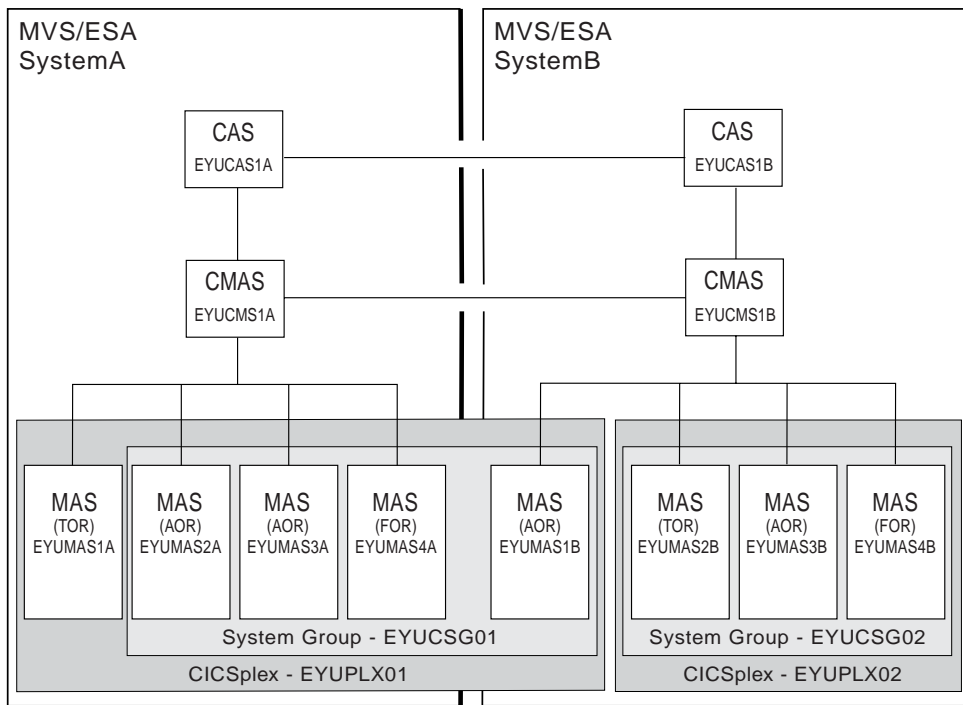 MVS/ESA
SystemA
MVS/ESA
SystemB
CAS
EYUCAS1A
CAS
EYUCAS1B
CMAS
EYUCMS1A
CMAS
EYUCMS1B
MAS
(TOR)
EYUMAS1A
MAS
(AOR)
EYUMAS2A
MAS
(AOR)
EYUMAS3A
MAS
(FOR)
EYUMAS4A
MAS
(AOR)
EYUMAS1B
MAS
(TOR)
EYUMAS2B
MAS
(AOR)
EYUMAS3B
MAS
(FOR)
EYUMAS4B
System Group - EYUCSG01
System Group - EYUCSG02
CICSplex - EYUPLX01
CICSplex - EYUPLX02